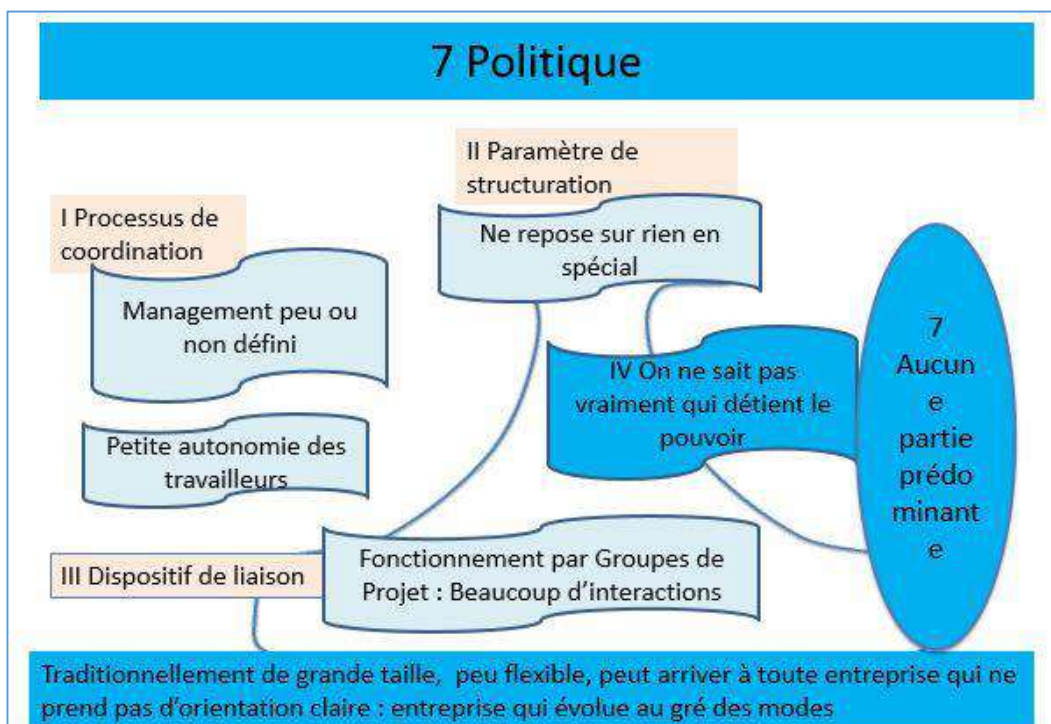 7 Politique
II Paramètre de
structuration
I Processus de
coordination
Ne repose sur rien en
spécial
Management peu ou
non défini
7
Aucun
e
partie
prédo
minant
e
IV On ne sait pas
vraiment qui détient le
pouvoir
Petite autonomie des
travailleurs
III Dispositif de liaison
Fonctionnement par Groupes de
Projet : Beaucoup d'interactions
Traditionnellement de grande taille, peu flexible, peut arriver à toute entreprise qui ne
prend pas d'orientation claire : entreprise qui évolue au gré des modes